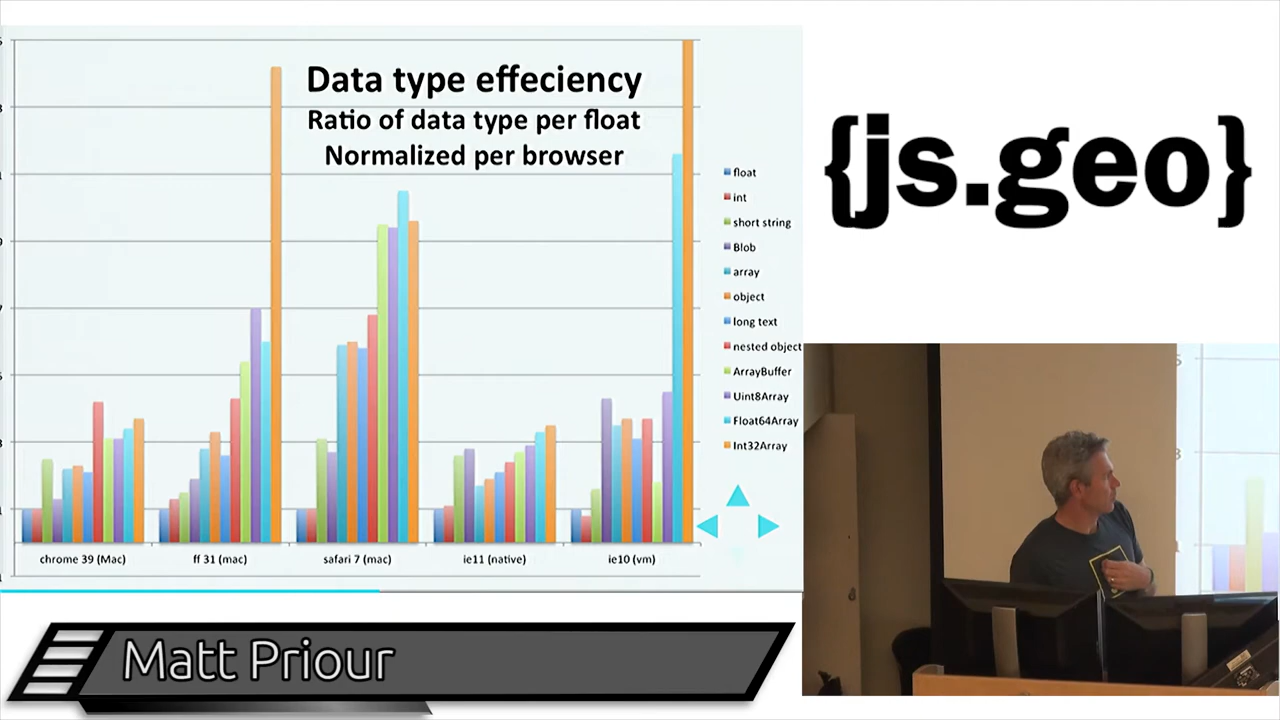 Data type effeciency
Ratio of data type per float
Normalized per browser
float
int
short string
Blob
array
object
long text
nested object
ArrayBuffer
Uint8Array
Float64Array
Int32Array
chrome 39 (Mac)
ff 31 (mac)
safari 7 (mac)
ie11 (native)
ie10 (vm)
{js.geo}
Matt Priour